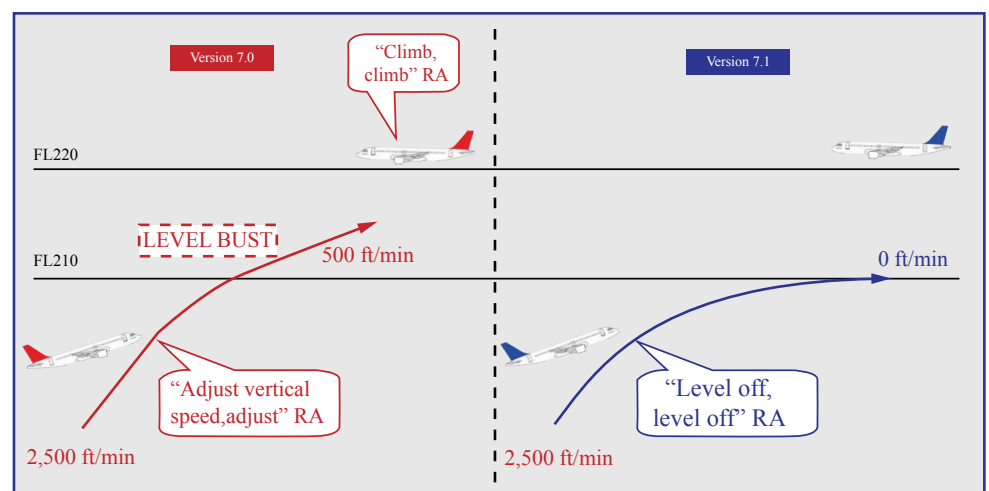 Version 7.0
“Climb,
climb” RA
FL220
LEVEL BUST
500 ft/min
FL210
“Adjust vertical
speed,adjust” RA
2,500 ft/min
Version 7.1
0 ft/min
“Level off,
level off” RA
2,500 ft/min